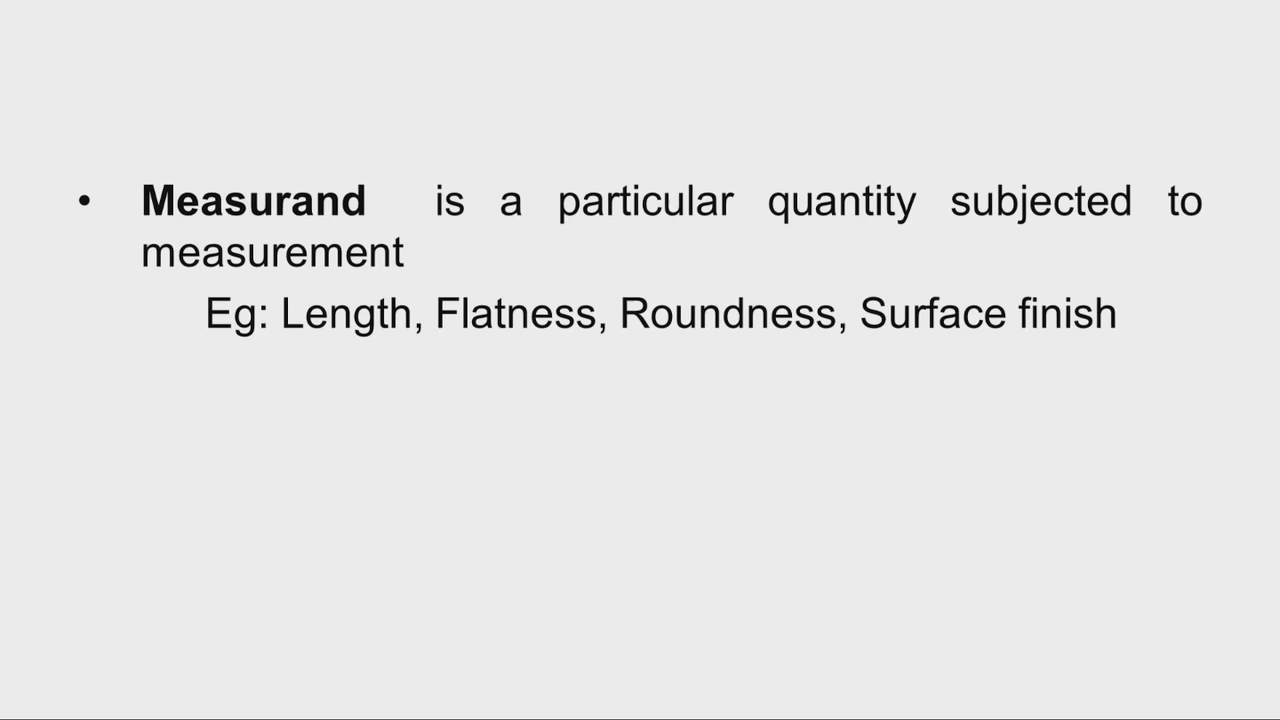 • Measurand is a particular quantity subjected to
measurement
Eg: Length, Flatness, Roundness, Surface finish